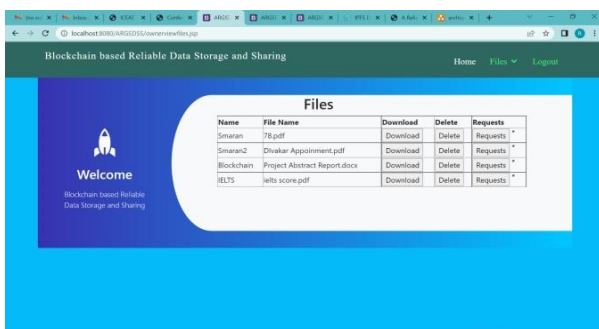 localhost:8080/ARGSDSS/ownerviewfiles.jsp
Blockchain based Reliable Data Storage and Sharing
Home Files Logout
Files
Name File Name Download Delete Requests
Smaran 78.pdf Download Delete Requests *
Smaran2 Divakar Appoinment.pdf Download Delete Requests *
Blockchain Project Abstract Report.docx Download Delete Requests *
IELTS ielts score.pdf Download Delete Requests *
Welcome
Blockchain based Reliable
Data Storage and Sharing